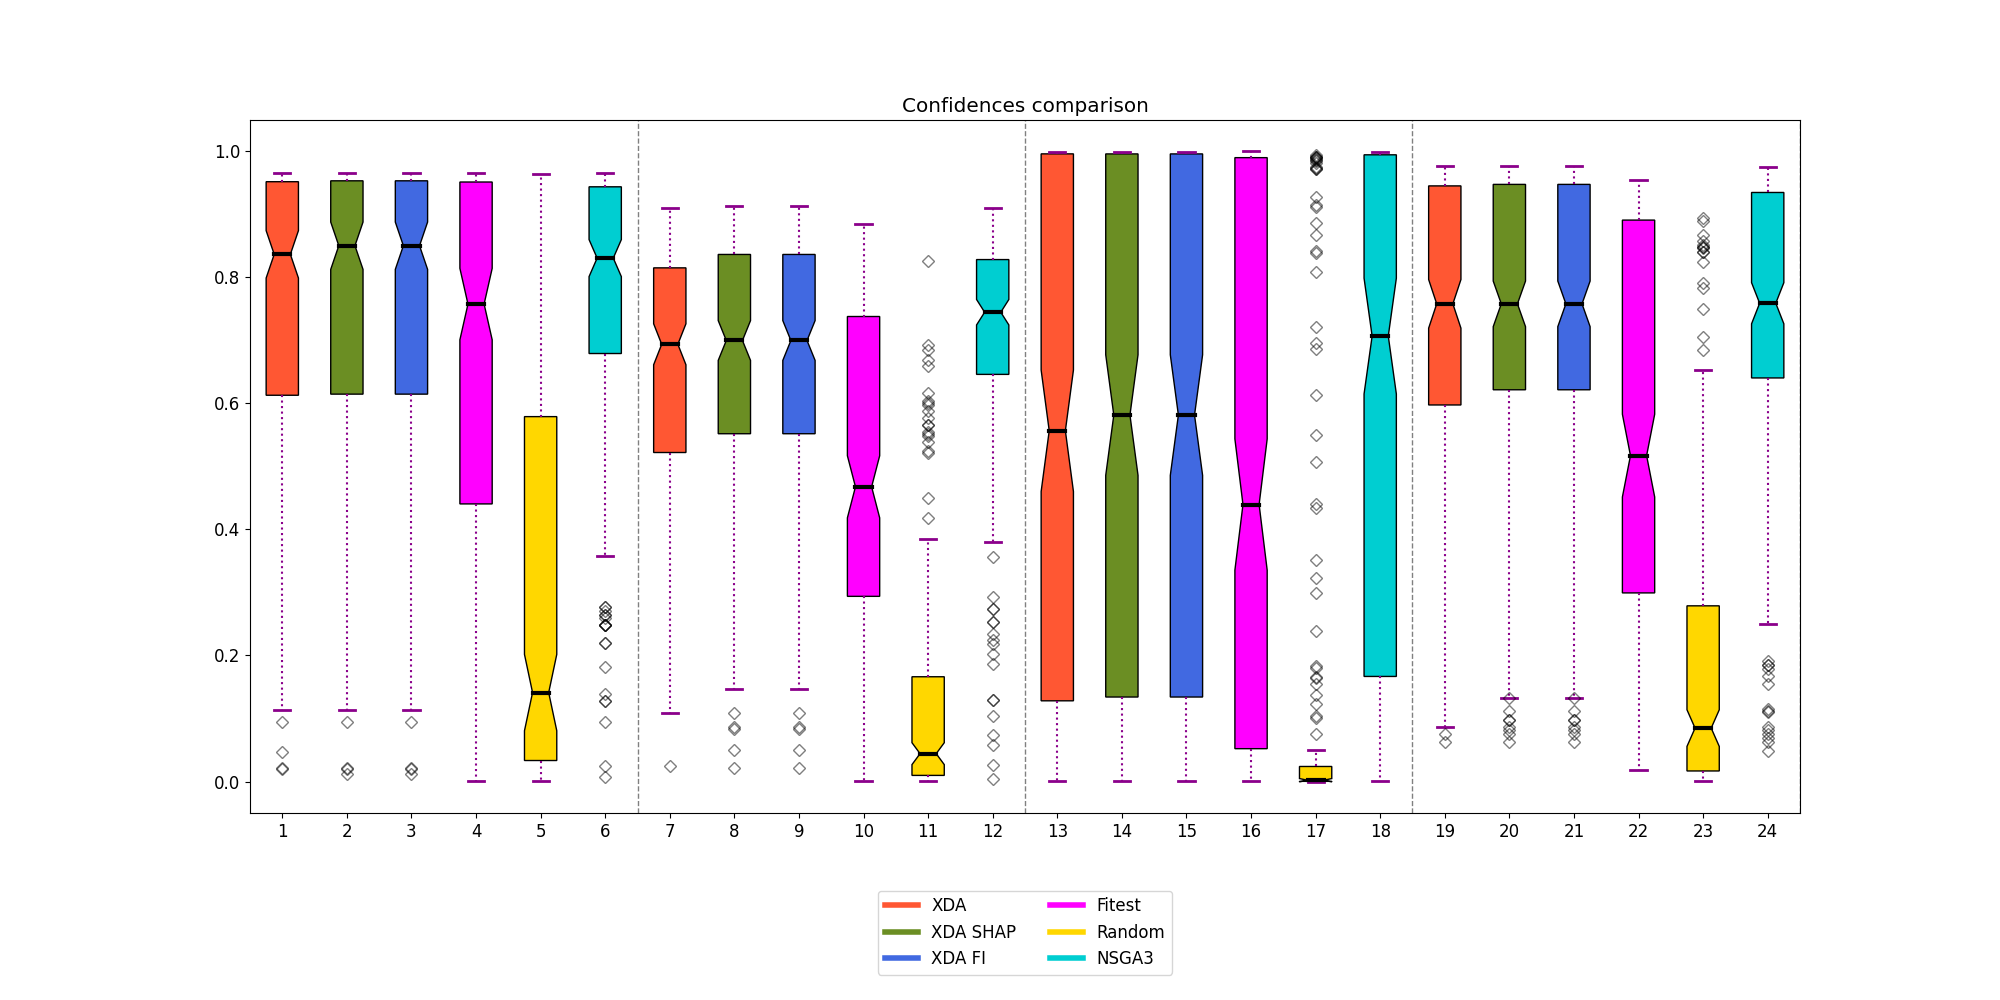 Confidences comparison
1.0
0.8
0.6
0.4
0.2
0.0
1 2 3 4 5 6 7 8 9 10 11 12 13 14 15 16 17 18 19 20 21 22 23 24
XDA Fitest
XDA SHAP Random
XDA FI NSGA3